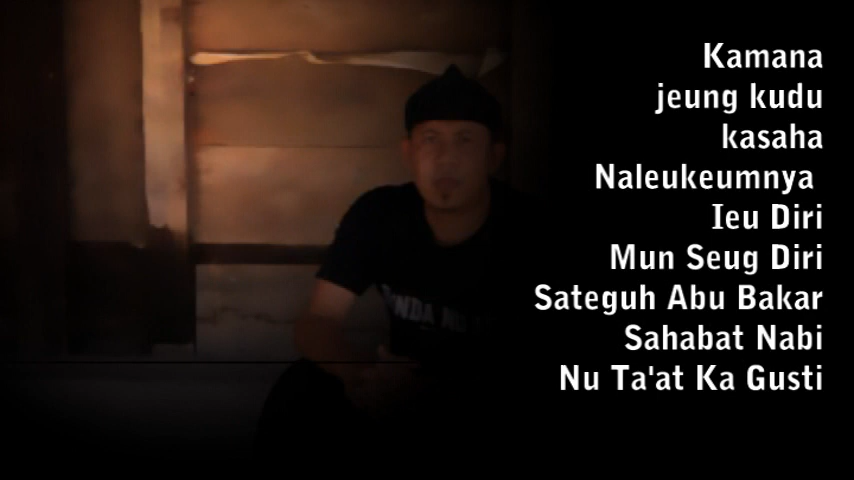 Kamana
jeung kudu
kasaha
Naleukeumnya
Ieu Diri
Mun Seug Diri
Sateguh Abu Bakar
Sahabat Nabi
Nu Ta'at Ka Gusti